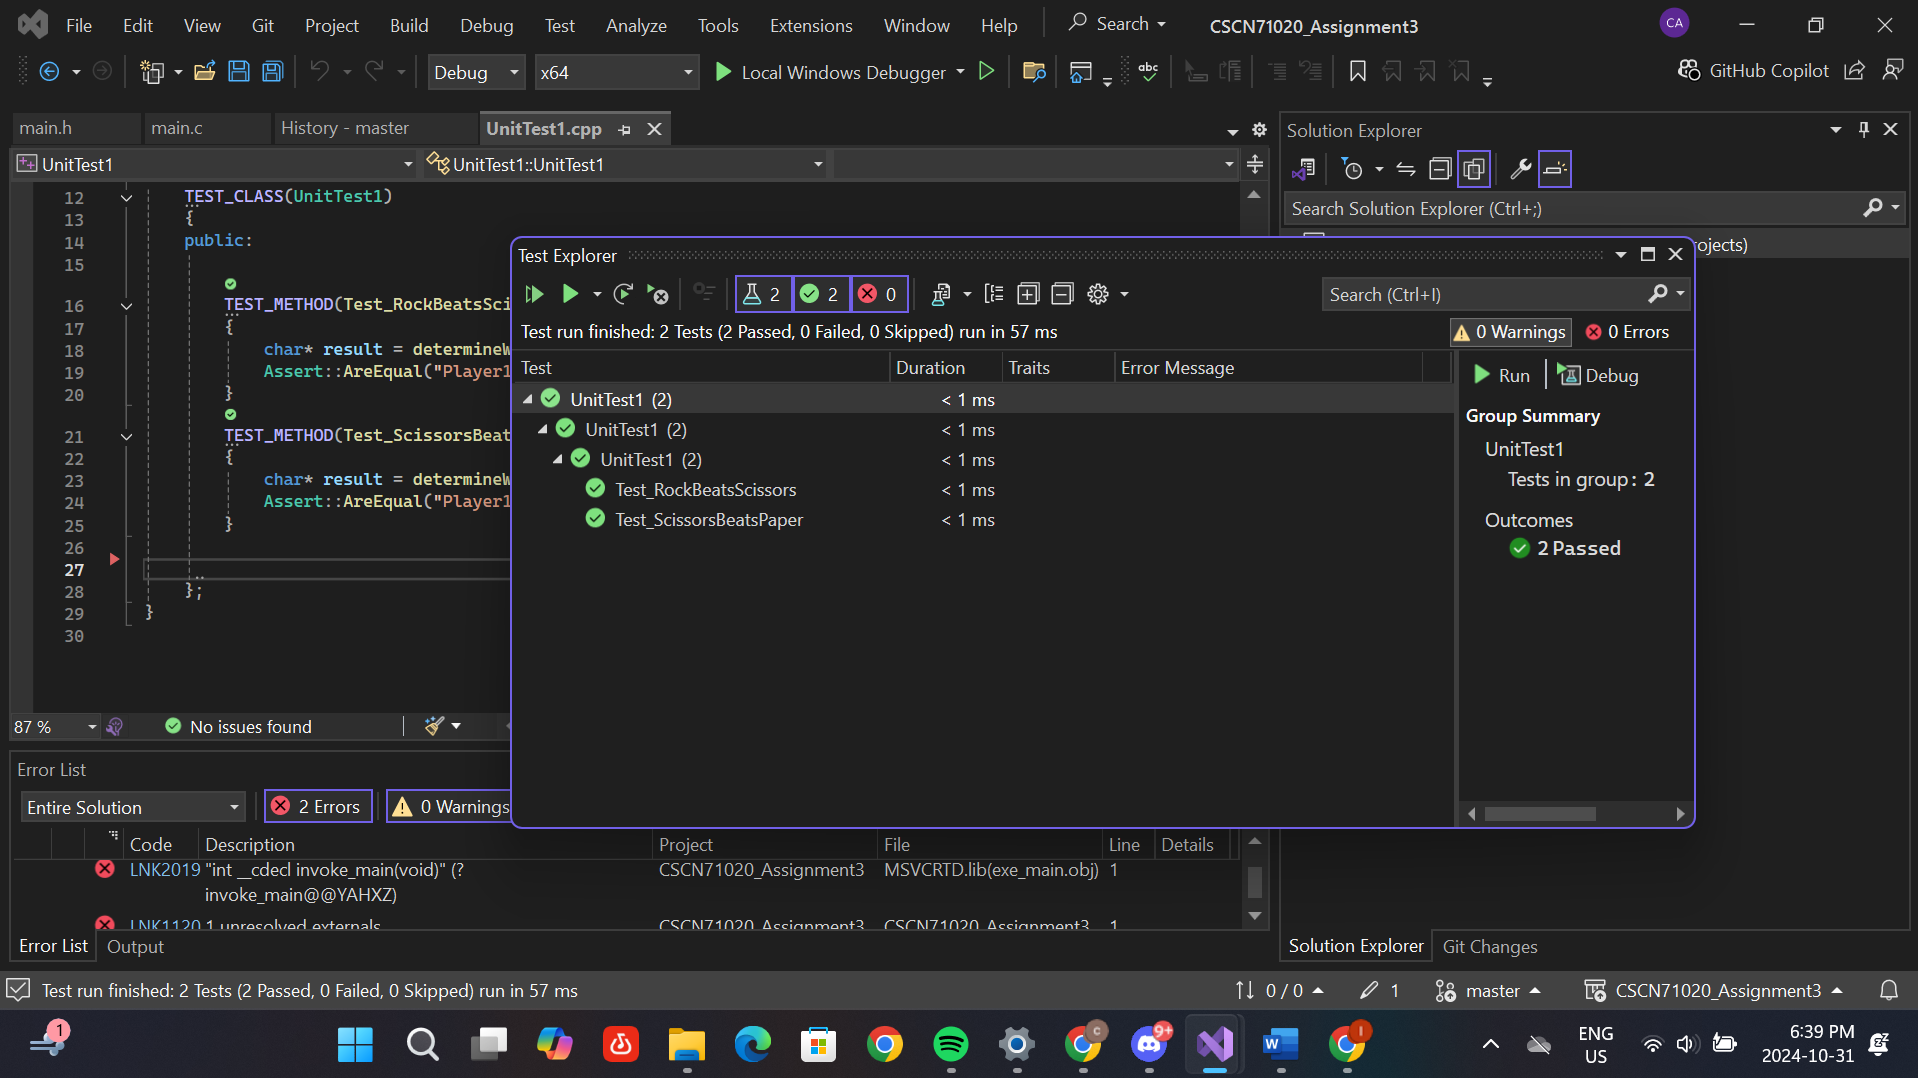 File Edit View Git Project Build Debug Test Analyze Tools Extensions Window Help Search CSCN71020_Assignment3 CA
Debug x64 Local Windows Debugger abc GitHub Copilot
main.h main.c History - master UnitTest1.cpp
UnitTest1 UnitTest1::UnitTest1
12 TEST_CLASS(UnitTest1)
13 {
14 public:
15
16 TEST_METHOD(Test_RockBeatsSci
17 {
18 char* result = determineW
19 Assert::AreEqual("Player1
20 }
21 TEST_METHOD(Test_ScissorsBeat
22 {
23 char* result = determineW
24 Assert::AreEqual("Player1
25 }
26
27
28 };
29 }
30
87 % No issues found
Solution Explorer
Search Solution Explorer (Ctrl+;)
ojects)
Test Explorer
2 2 0 Search (Ctrl+I)
Test run finished: 2 Tests (2 Passed, 0 Failed, 0 Skipped) run in 57 ms 0 Warnings 0 Errors
Test Duration Traits Error Message
UnitTest1 (2) < 1 ms
UnitTest1 (2) < 1 ms
UnitTest1 (2) < 1 ms
Test_RockBeatsScissors < 1 ms
Test_ScissorsBeatsPaper < 1 ms
Run Debug
Group Summary
UnitTest1
Tests in group: 2
Outcomes
2 Passed
Error List
Entire Solution 2 Errors 0 Warnings
Code Description Project File Line Details
LNK2019 "int __cdecl invoke_main(void)" (? CSCN71020_Assignment3 MSVCRTD.lib(exe_main.obj) 1
invoke_main@@YAHXZ)
LNK1120 1 unresolved externals CSCN71020_Assignment3 CSCN71020_Assignment3 1
Error List Output
Solution Explorer Git Changes
Test run finished: 2 Tests (2 Passed, 0 Failed, 0 Skipped) run in 57 ms 0 / 0 1 master CSCN71020_Assignment3
1 c 9+ W I ENG
US
6:39 PM
2024-10-31